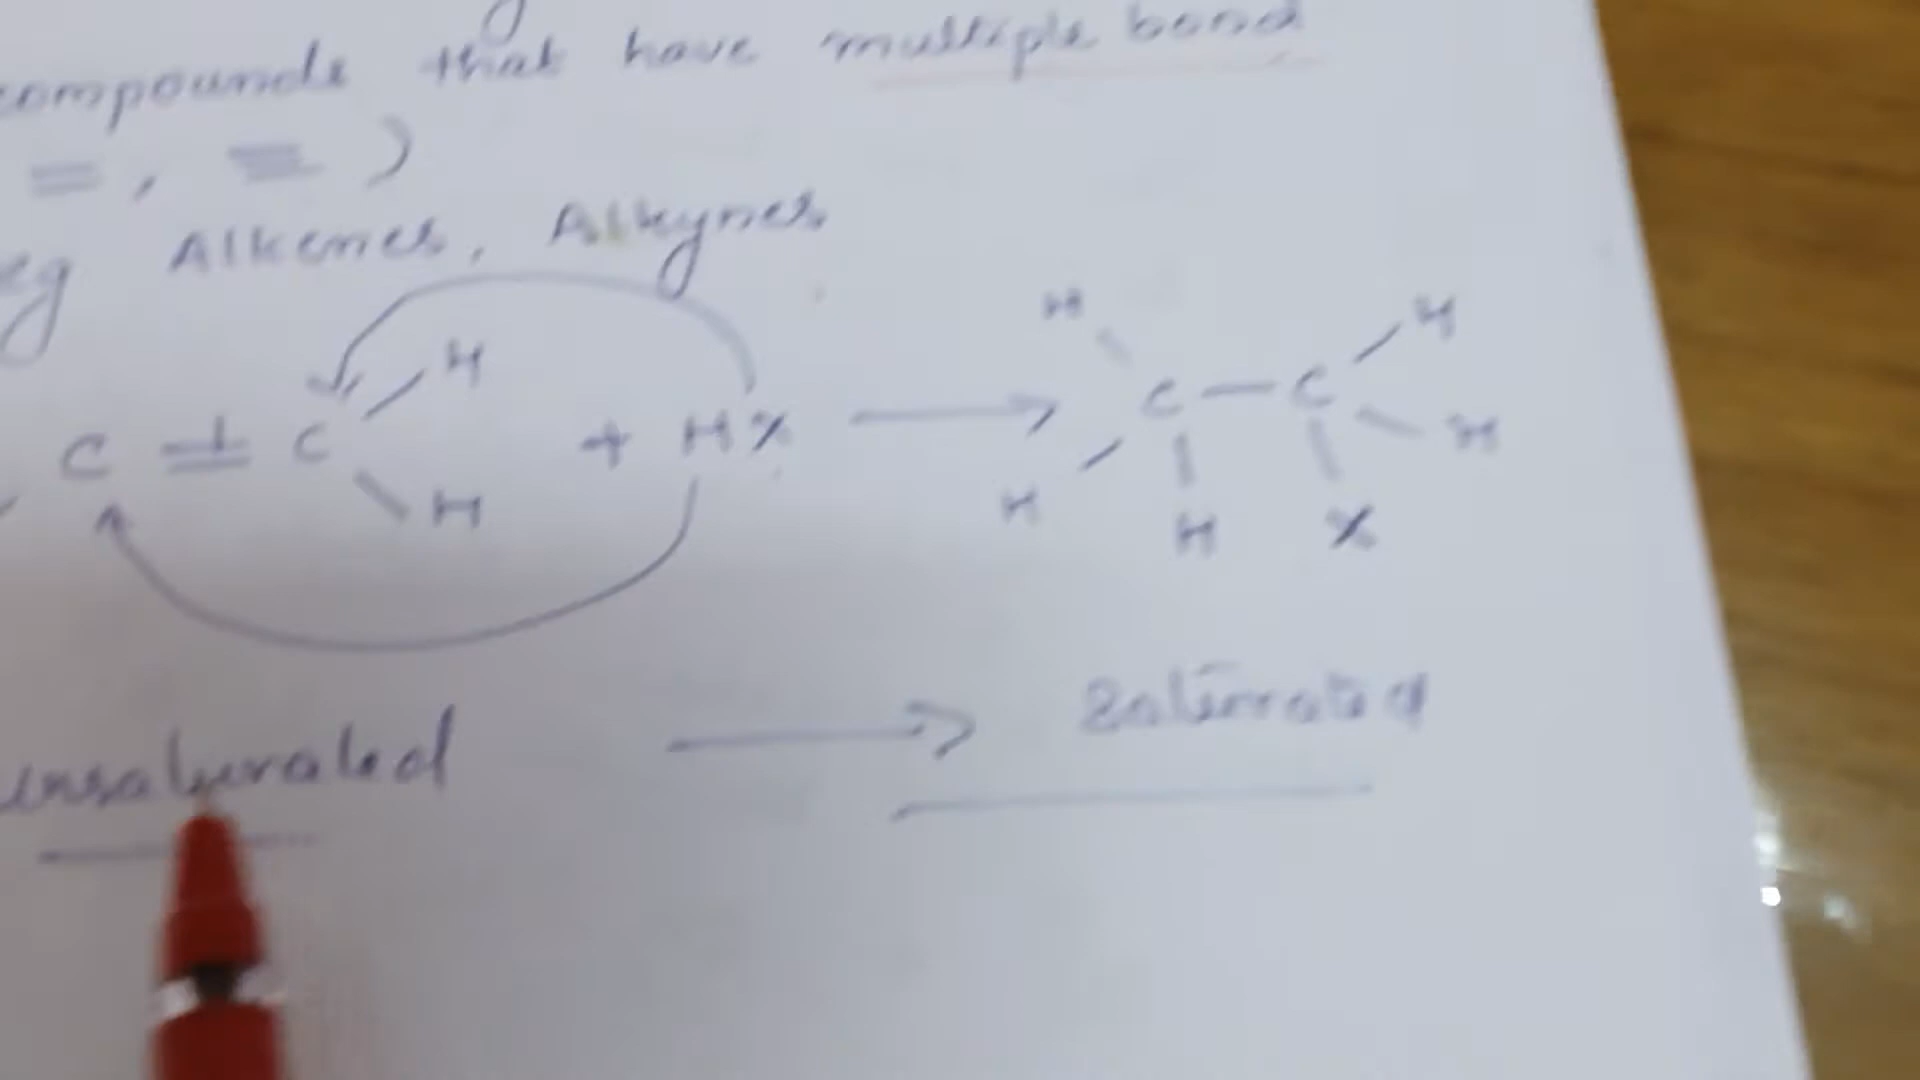 compounds that have multiple bond
=, ≡ )
eg Alkenes, Alkynes
H H H
C = C + HX → C — C H
H H H X
unsaturated → Saturated